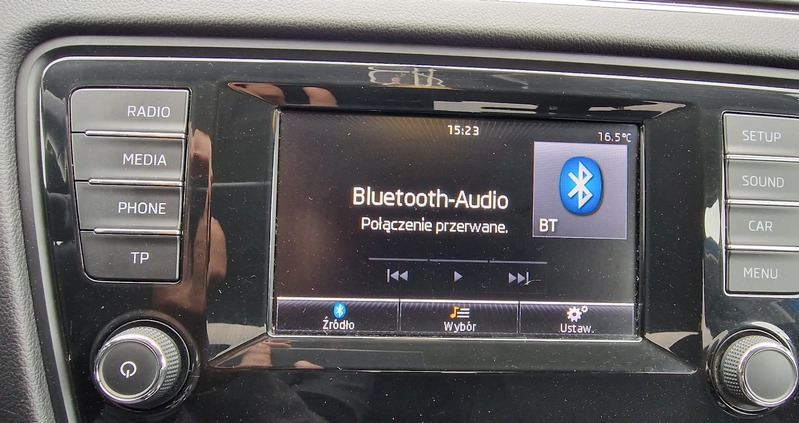 RADIO
MEDIA
PHONE
TP
15:23
16.5°C
Bluetooth-Audio
Połączenie przerwane.
BT
Źródło
Wybór
Ustaw.
SETUP
SOUND
CAR
MENU